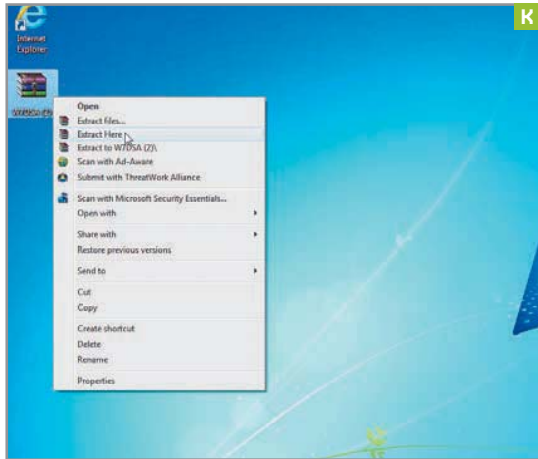 K
Internet
Explorer
Open
Extract files...
Extract Here
Extract to W7DSA (2)\
Scan with Ad-Aware
Submit with ThreatWork Alliance
Scan with Microsoft Security Essentials...
Open with
Share with
Restore previous versions
Send to
Cut
Copy
Create shortcut
Delete
Rename
Properties